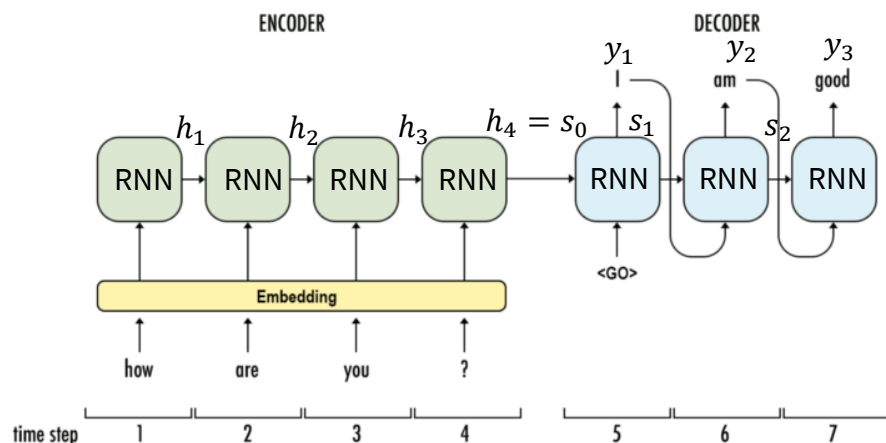 ENCODER DECODER
y₁ y₂ y₃
I am good
h₁ h₂ h₃ h₄ = s₀ s₁ s₂
RNN RNN RNN RNN RNN RNN RNN
<GO>
Embedding
how are you ?
time step 1 2 3 4 5 6 7